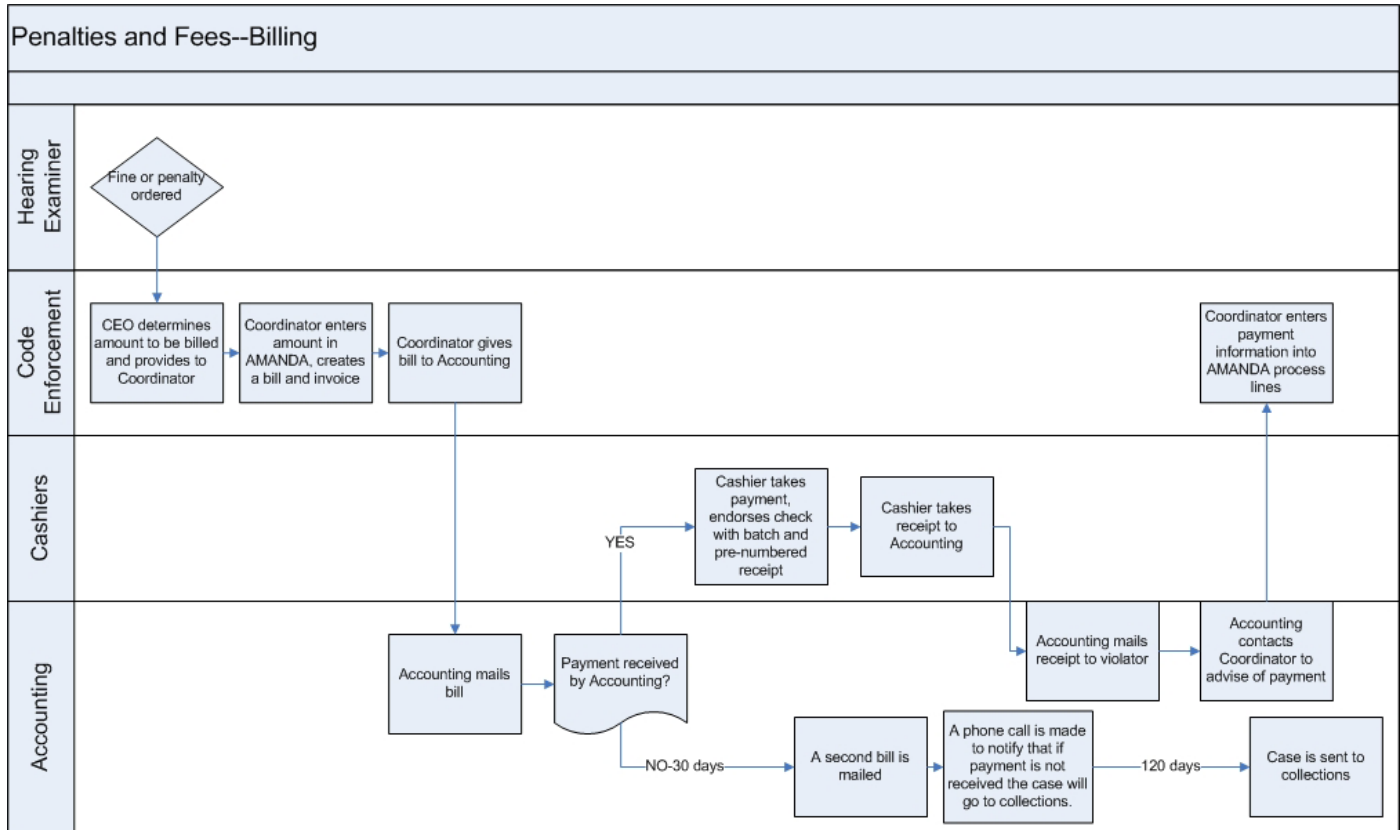 Penalties and Fees--Billing
Hearing
Examiner
Fine or penalty
ordered
Code
Enforcement
CEO determines
amount to be billed
and provides to
Coordinator
Coordinator enters
amount in
AMANDA, creates
a bill and invoice
Coordinator gives
bill to Accounting
Coordinator enters
payment
information into
AMANDA process
lines
Cashiers
YES
Cashier takes
payment,
endorses check
with batch and
pre-numbered
receipt
Cashier takes
receipt to
Accounting
Accounting
Accounting mails
bill
Payment received
by Accounting?
Accounting mails
receipt to violator
Accounting
contacts
Coordinator to
advise of payment
NO-30 days
A second bill is
mailed
A phone call is made
to notify that if
payment is not
received the case will
go to collections.
120 days
Case is sent to
collections